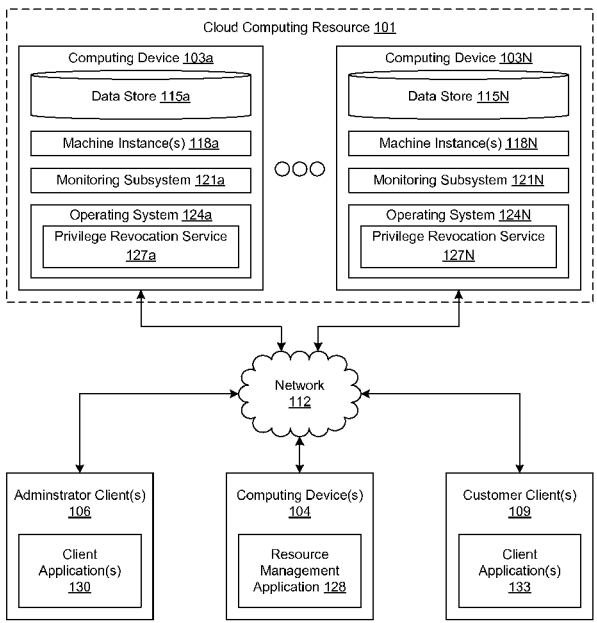 Cloud Computing Resource 101
Computing Device 103a
Data Store 115a
Machine Instance(s) 118a
Monitoring Subsystem 121a
Operating System 124a
Privilege Revocation Service
127a
Computing Device 103N
Data Store 115N
Machine Instance(s) 118N
Monitoring Subsystem 121N
Operating System 124N
Privilege Revocation Service
127N
Network
112
Adminstrator Client(s)
106
Client
Application(s)
130
Computing Device(s)
104
Resource
Management
Application 128
Customer Client(s)
109
Client
Application(s)
133